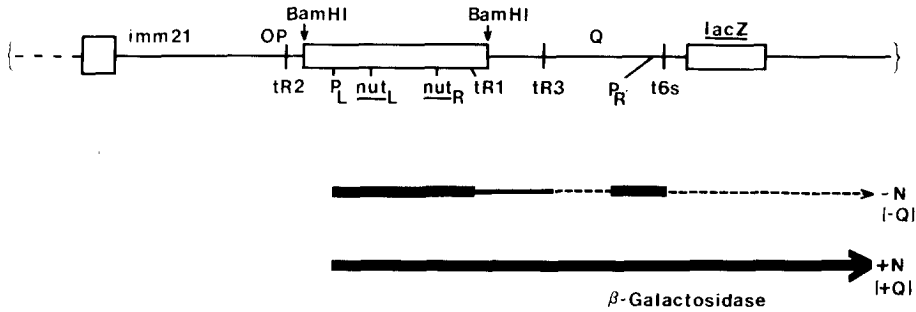 BamHI BamHI
imm21 OP Q lacZ
tR2 PL nutL nutR tR1 tR3 PR' t6s
-N
|-Q|
+N
|+Q|
β-Galactosidase